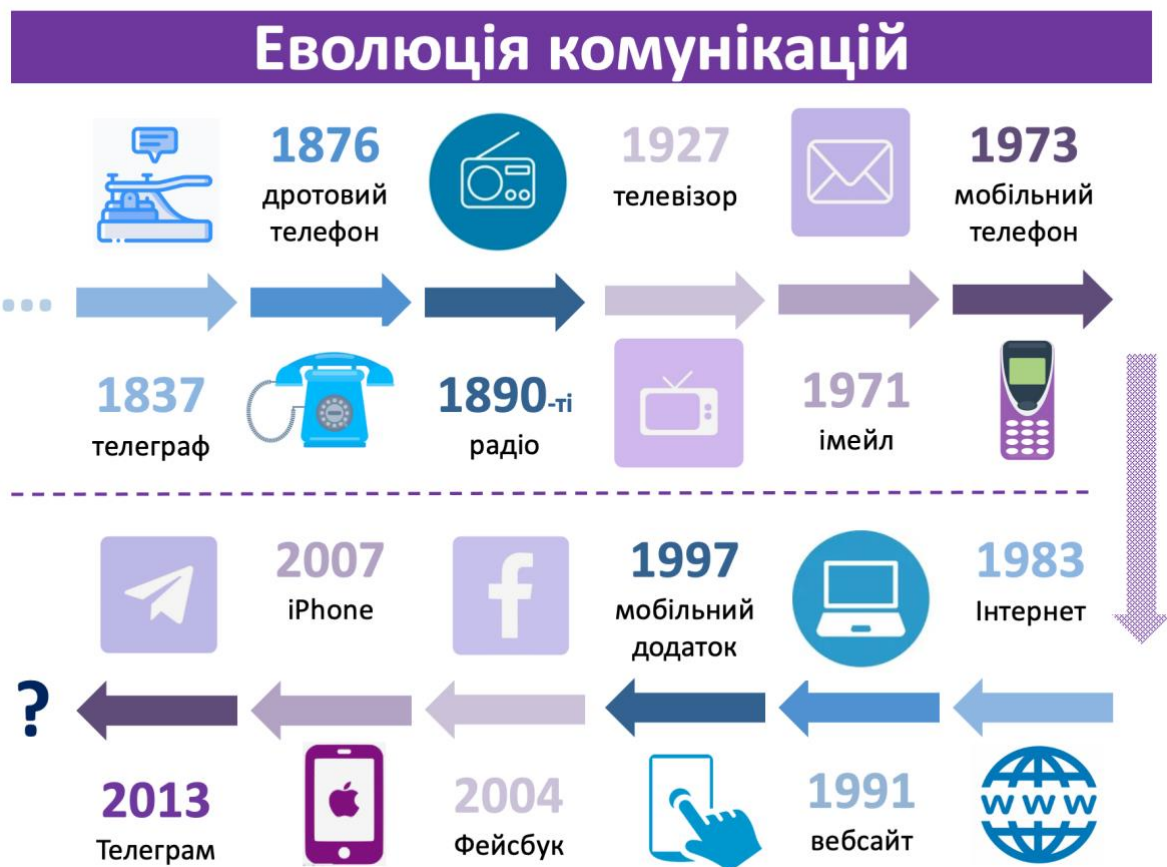 Еволюція комунікацій
1837
телеграф
1876
дротовий
телефон
1890-ті
радіо
1927
телевізор
1971
імейл
1973
мобільний
телефон
...
1983
Інтернет
www
1991
вебсайт
1997
мобільний
додаток
2004
Фейсбук
f
2007
iPhone
2013
Телеграм
?